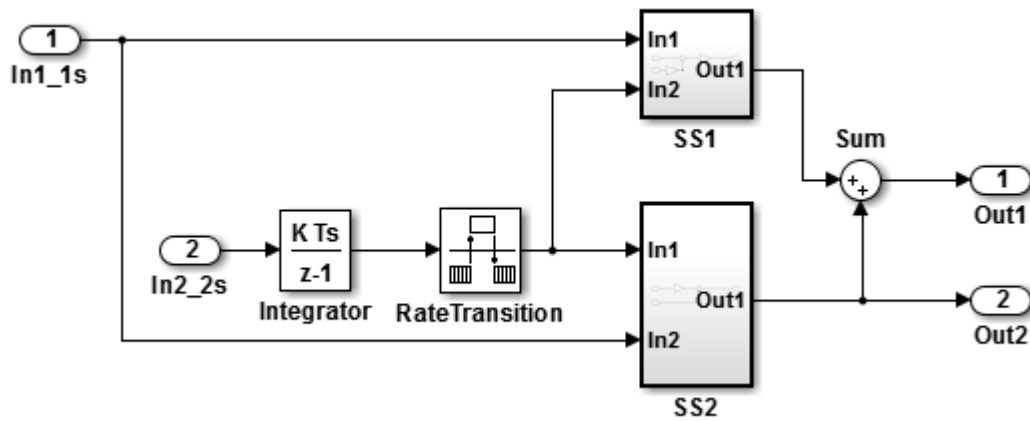 1
In1_1s
In1
In2
Out1
SS1
Sum
1
Out1
2
In2_2s
K Ts
z-1
Integrator
RateTransition
In1
Out1
In2
SS2
2
Out2